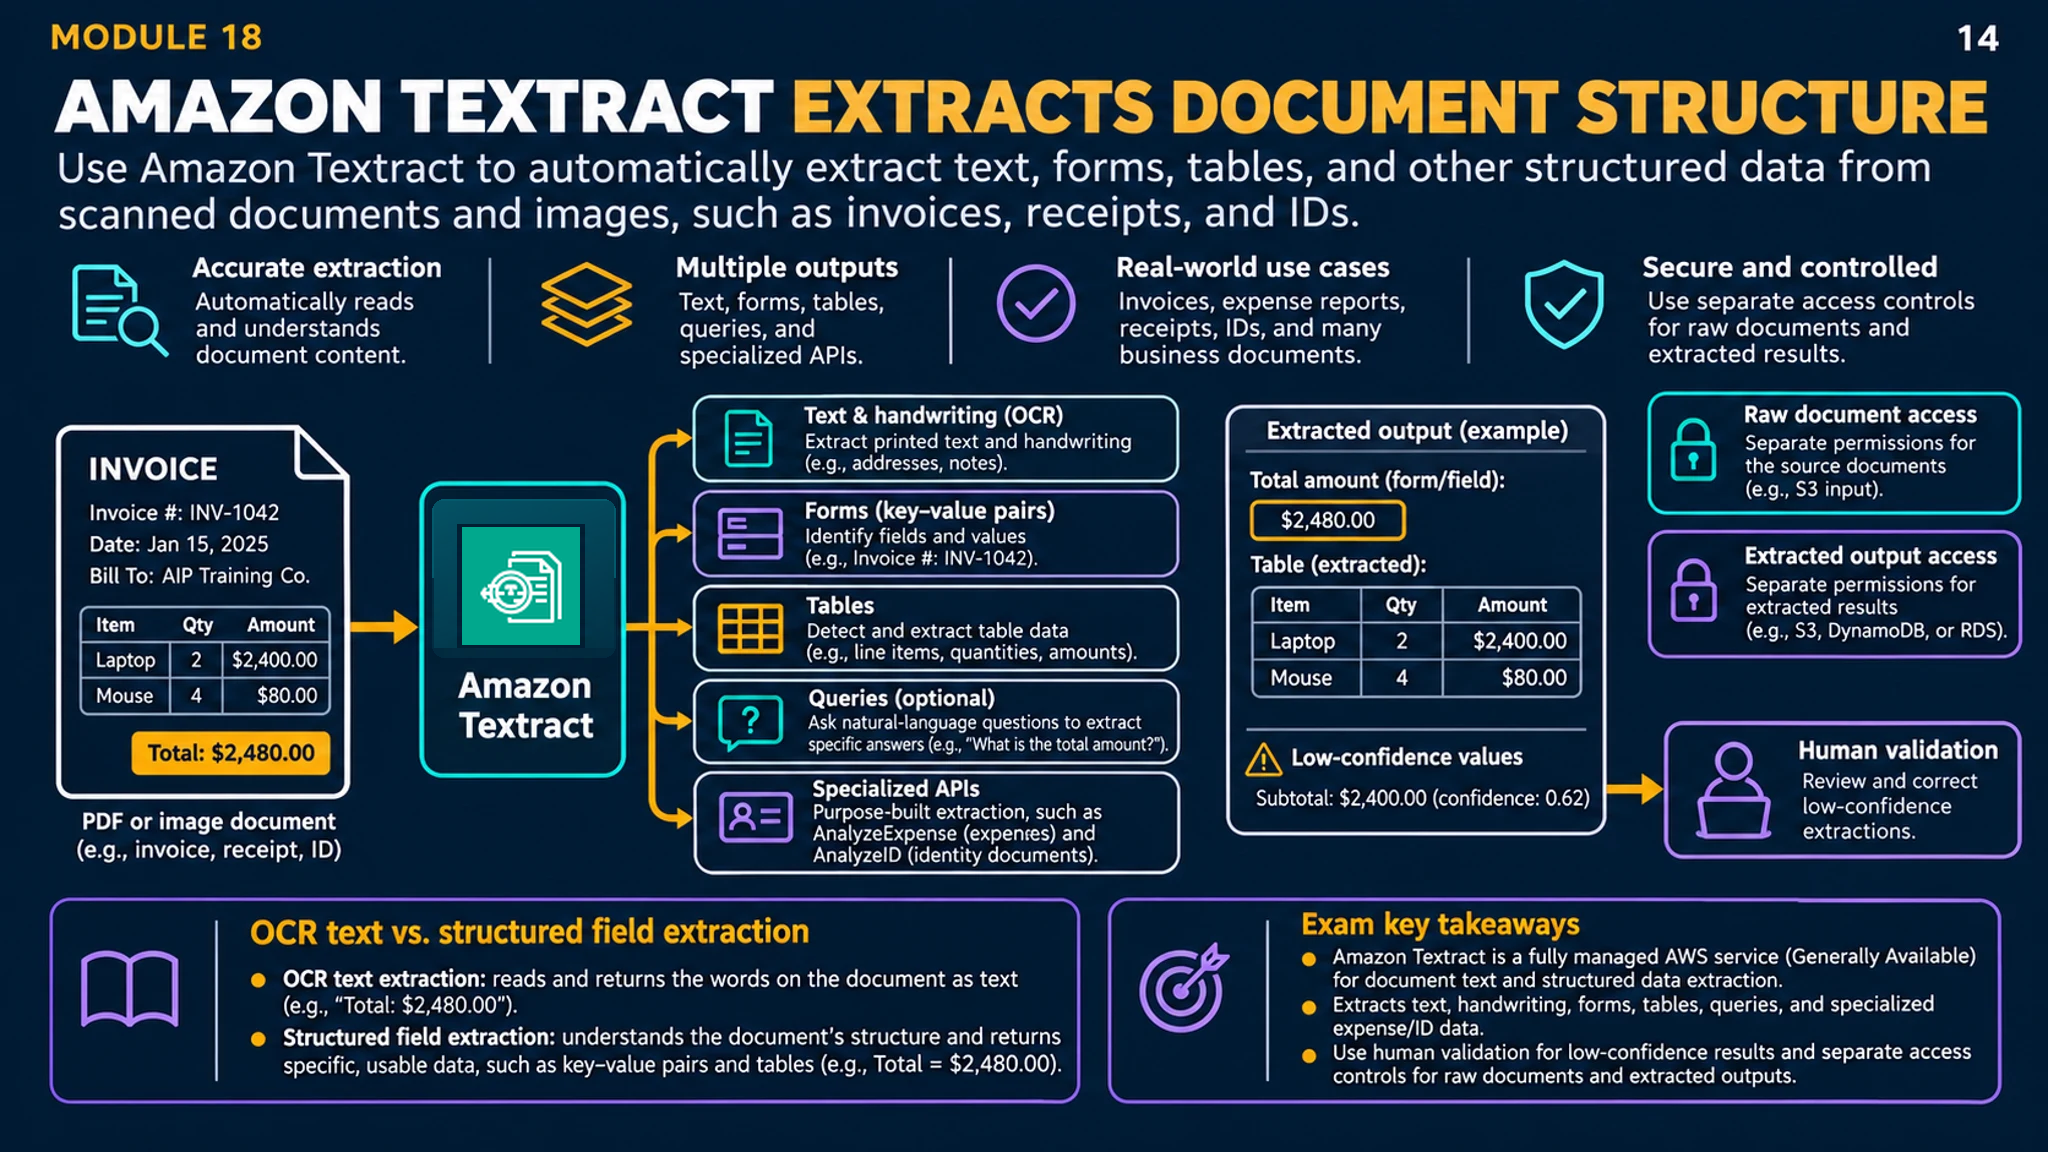 MODULE 18
14
AMAZON TEXTRACT EXTRACTS DOCUMENT STRUCTURE
Use Amazon Textract to automatically extract text, forms, tables, and other structured data from
scanned documents and images, such as invoices, receipts, and IDs.
Accurate extraction
Automatically reads
and understands
document content.
Multiple outputs
Text, forms, tables,
queries, and
specialized APIs.
Real-world use cases
Invoices, expense reports,
receipts, IDs, and many
business documents.
Secure and controlled
Use separate access controls
for raw documents and
extracted results.
INVOICE
Invoice #: INV-1042
Date: Jan 15, 2025
Bill To: AIP Training Co.
Item Qty Amount
Laptop 2 $2,400.00
Mouse 4 $80.00
Total: $2,480.00
PDF or image document
(e.g., invoice, receipt, ID)
Amazon
Textract
Text & handwriting (OCR)
Extract printed text and handwriting
(e.g., addresses, notes).
Forms (key–value pairs)
Identify fields and values
(e.g., Invoice #: INV-1042).
Tables
Detect and extract table data
(e.g., line items, quantities, amounts).
Queries (optional)
Ask natural-language questions to extract
specific answers (e.g., "What is the total amount?").
Specialized APIs
Purpose-built extraction, such as
AnalyzeExpense (expenses) and
AnalyzeID (identity documents).
Extracted output (example)
Total amount (form/field):
$2,480.00
Table (extracted):
Item Qty Amount
Laptop 2 $2,400.00
Mouse 4 $80.00
Low-confidence values
Subtotal: $2,400.00 (confidence: 0.62)
Raw document access
Separate permissions for
the source documents
(e.g., S3 input).
Extracted output access
Separate permissions for
extracted results
(e.g., S3, DynamoDB, or RDS).
Human validation
Review and correct
low-confidence
extractions.
OCR text vs. structured field extraction
OCR text extraction: reads and returns the words on the document as text
(e.g., “Total: $2,480.00”).
Structured field extraction: understands the document’s structure and returns
specific, usable data, such as key–value pairs and tables (e.g., Total = $2,480.00).
Exam key takeaways
Amazon Textract is a fully managed AWS service (Generally Available)
for document text and structured data extraction.
Extracts text, handwriting, forms, tables, queries, and specialized
expense/ID data.
Use human validation for low-confidence results and separate access
controls for raw documents and extracted outputs.